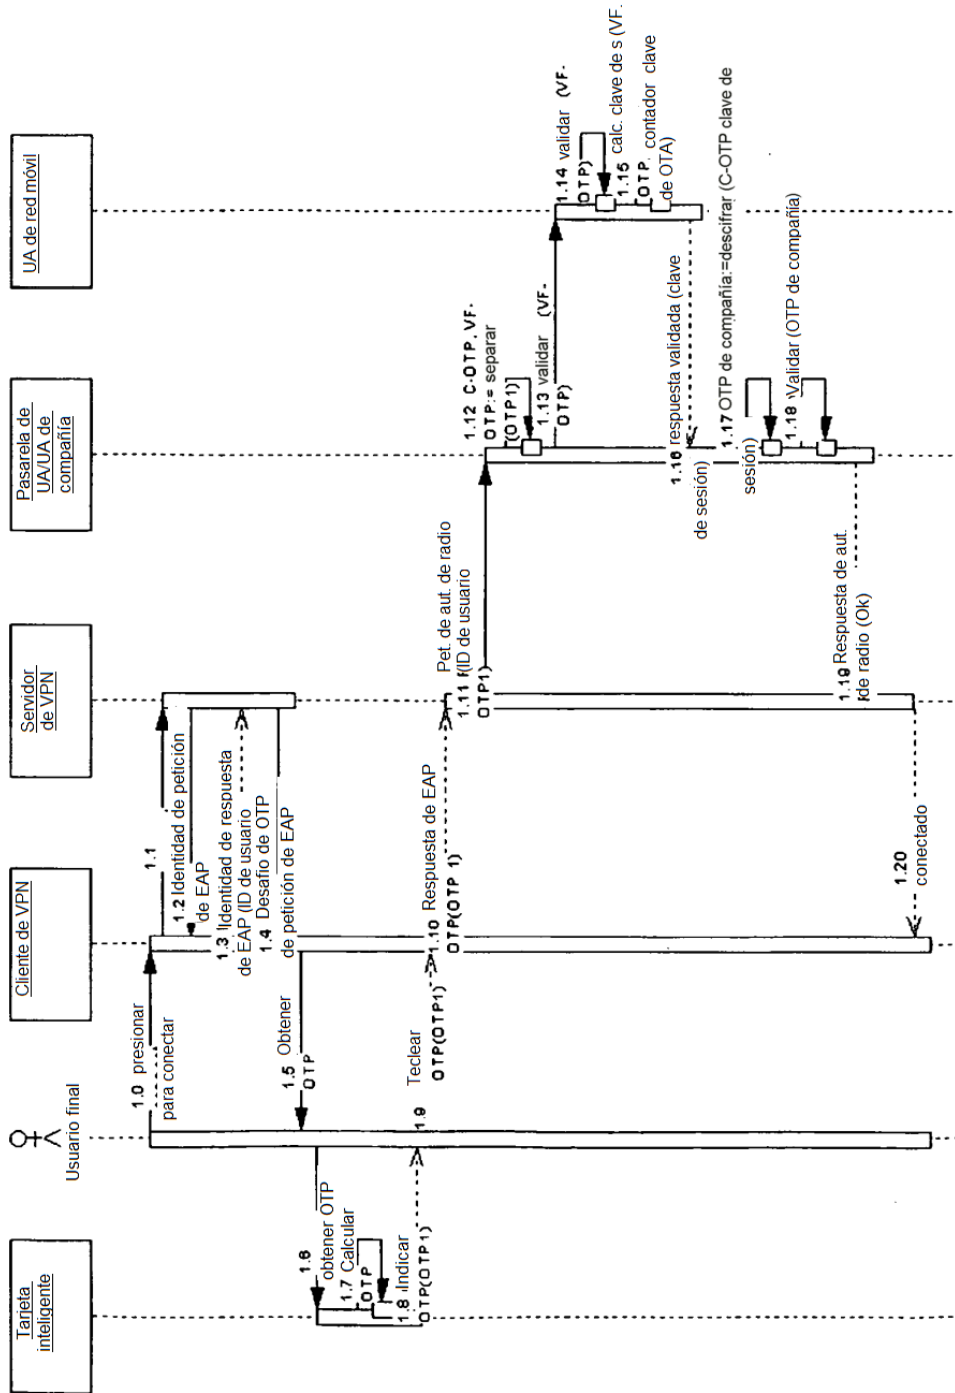 Tarjeta
inteligente
Usuario final
Cliente de VPN
Servidor
de VPN
Pasarela de
UA/UA de
compañía
UA de red móvil
1.0 presionar
para conectar
1.1
1.2 Identidad de petición
de EAP
1.3 Identidad de respuesta
de EAP (ID de usuario
1.4 Desafio de OTP
de petición de EAP
1.5 Obtener
OTP
1.6
obtener OTP
1.7 Calcular
OTP
1.8 Indicar
OTP(OTP1)
1.9 Teclear
OTP(OTP1)
1.10 Respuesta de EAP
OTP(OTP 1)
Pet. de aut. de radio
1.11 (ID de usuario
OTP1)
1.12 C-OTP, VF-
OTP:= separar
(OTP1)
1.13 validar (VF-
OTP)
1.14 validar (VF-
OTP)
calc. clave de s (VF.
1.15
OTP, contador clave
de OTA)
1.16 respuesta validada (clave
de sesión)
1.17 OTP de compañía:=descifrar (C-OTP clave de
sesión)
1.18 Validar (OTP de compañia)
1.19 Respuesta de aut.
de radio (Ok)
1.20
conectado